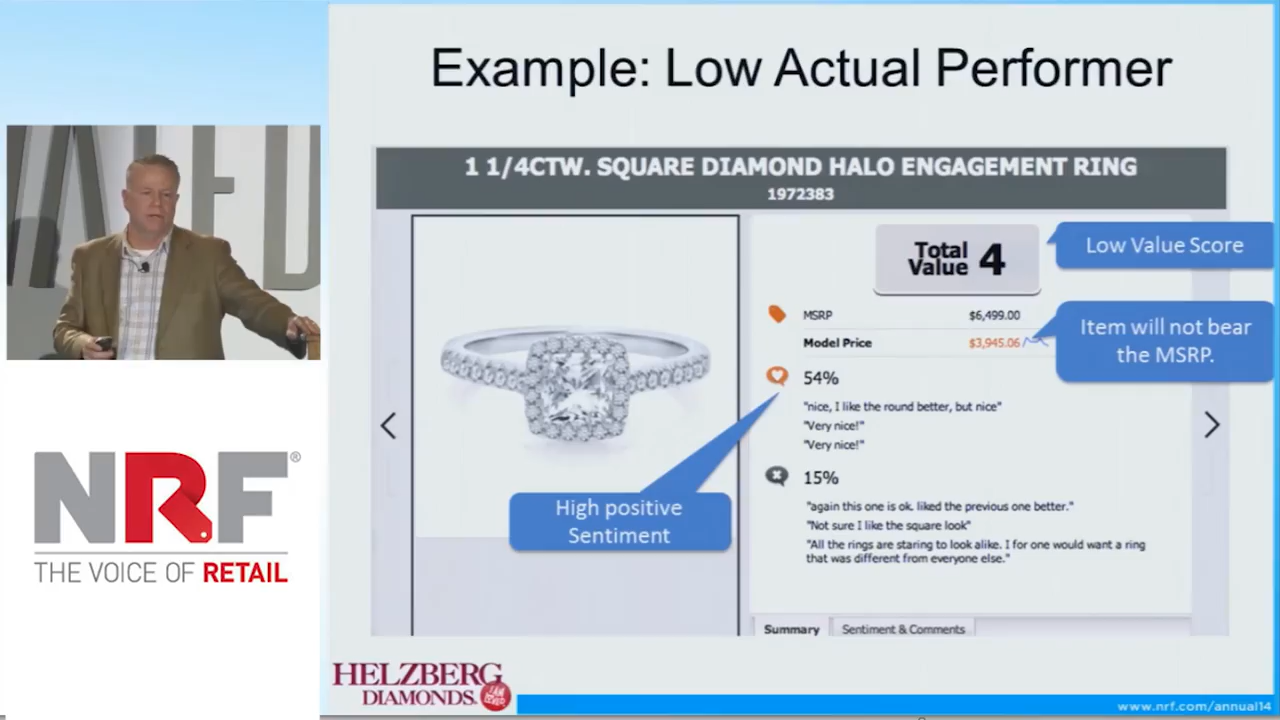 Example: Low Actual Performer
1 1/4CTW. SQUARE DIAMOND HALO ENGAGEMENT RING
1972383
Total
Value 4
Low Value Score
MSRP $6,499.00
Model Price $3,945.06
Item will not bear
the MSRP.
54%
"nice, I like the round better, but nice"
"Very nice!"
"Very nice!"
High positive
Sentiment
15%
"again this one is ok. liked the previous one better."
"Not sure I like the square look"
"All the rings are staring to look alike. I for one would want a ring
that was different from everyone else."
Summary Sentiment & Comments
NRF®
THE VOICE OF RETAIL
HELZBERG
DIAMONDS.
I AM
LOVED
www.nrf.com/annual14